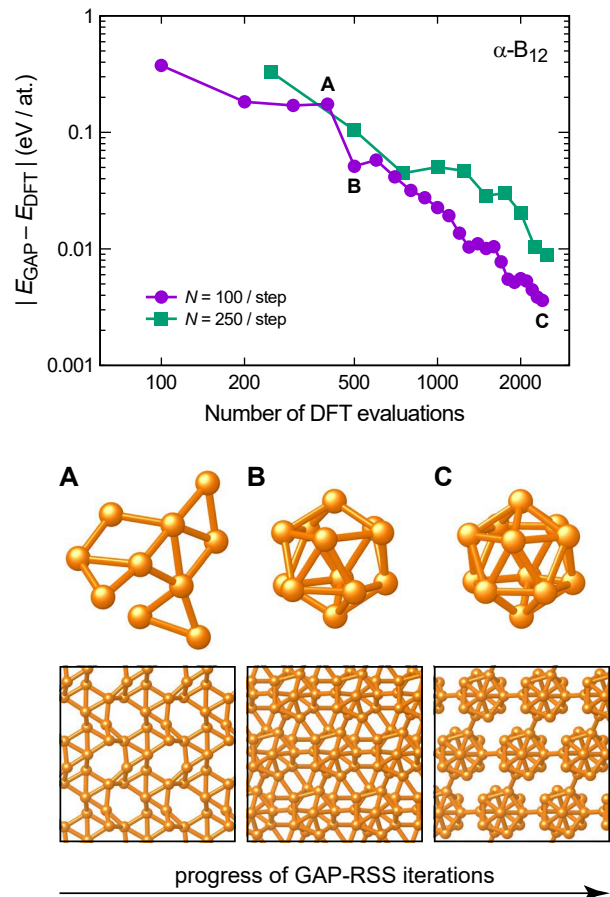 1
α-B12
A
0.1
B
| EGAP – EDFT | (eV / at.)
0.01
N = 100 / step
N = 250 / step
C
0.001
100 200 500 1000 2000
Number of DFT evaluations
A B C
progress of GAP-RSS iterations